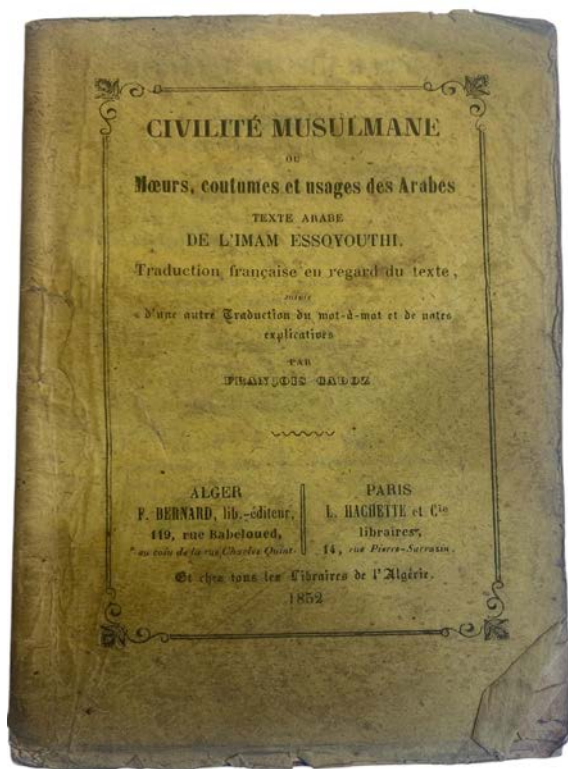 CIVILITÉ MUSULMANE
OU
Mœurs, coutumes et usages des Arabes
TEXTE ARABE
DE L'IMAM ESSOYOUTHI.
Traduction française en regard du texte,
suivie
d'une autre Traduction du mot-à-mot et de notes
explicatives
PAR
FRANÇOIS CADOZ
ALGER
F. BERNARD, lib.-éditeur,
119, rue Babeloued,
au coin de la rue Charles Quint.
PARIS
L. HACHETTE et Cie
libraires,
14, rue Pierre-Sarrazin.
Et chez tous les Libraires de l'Algérie.
1852